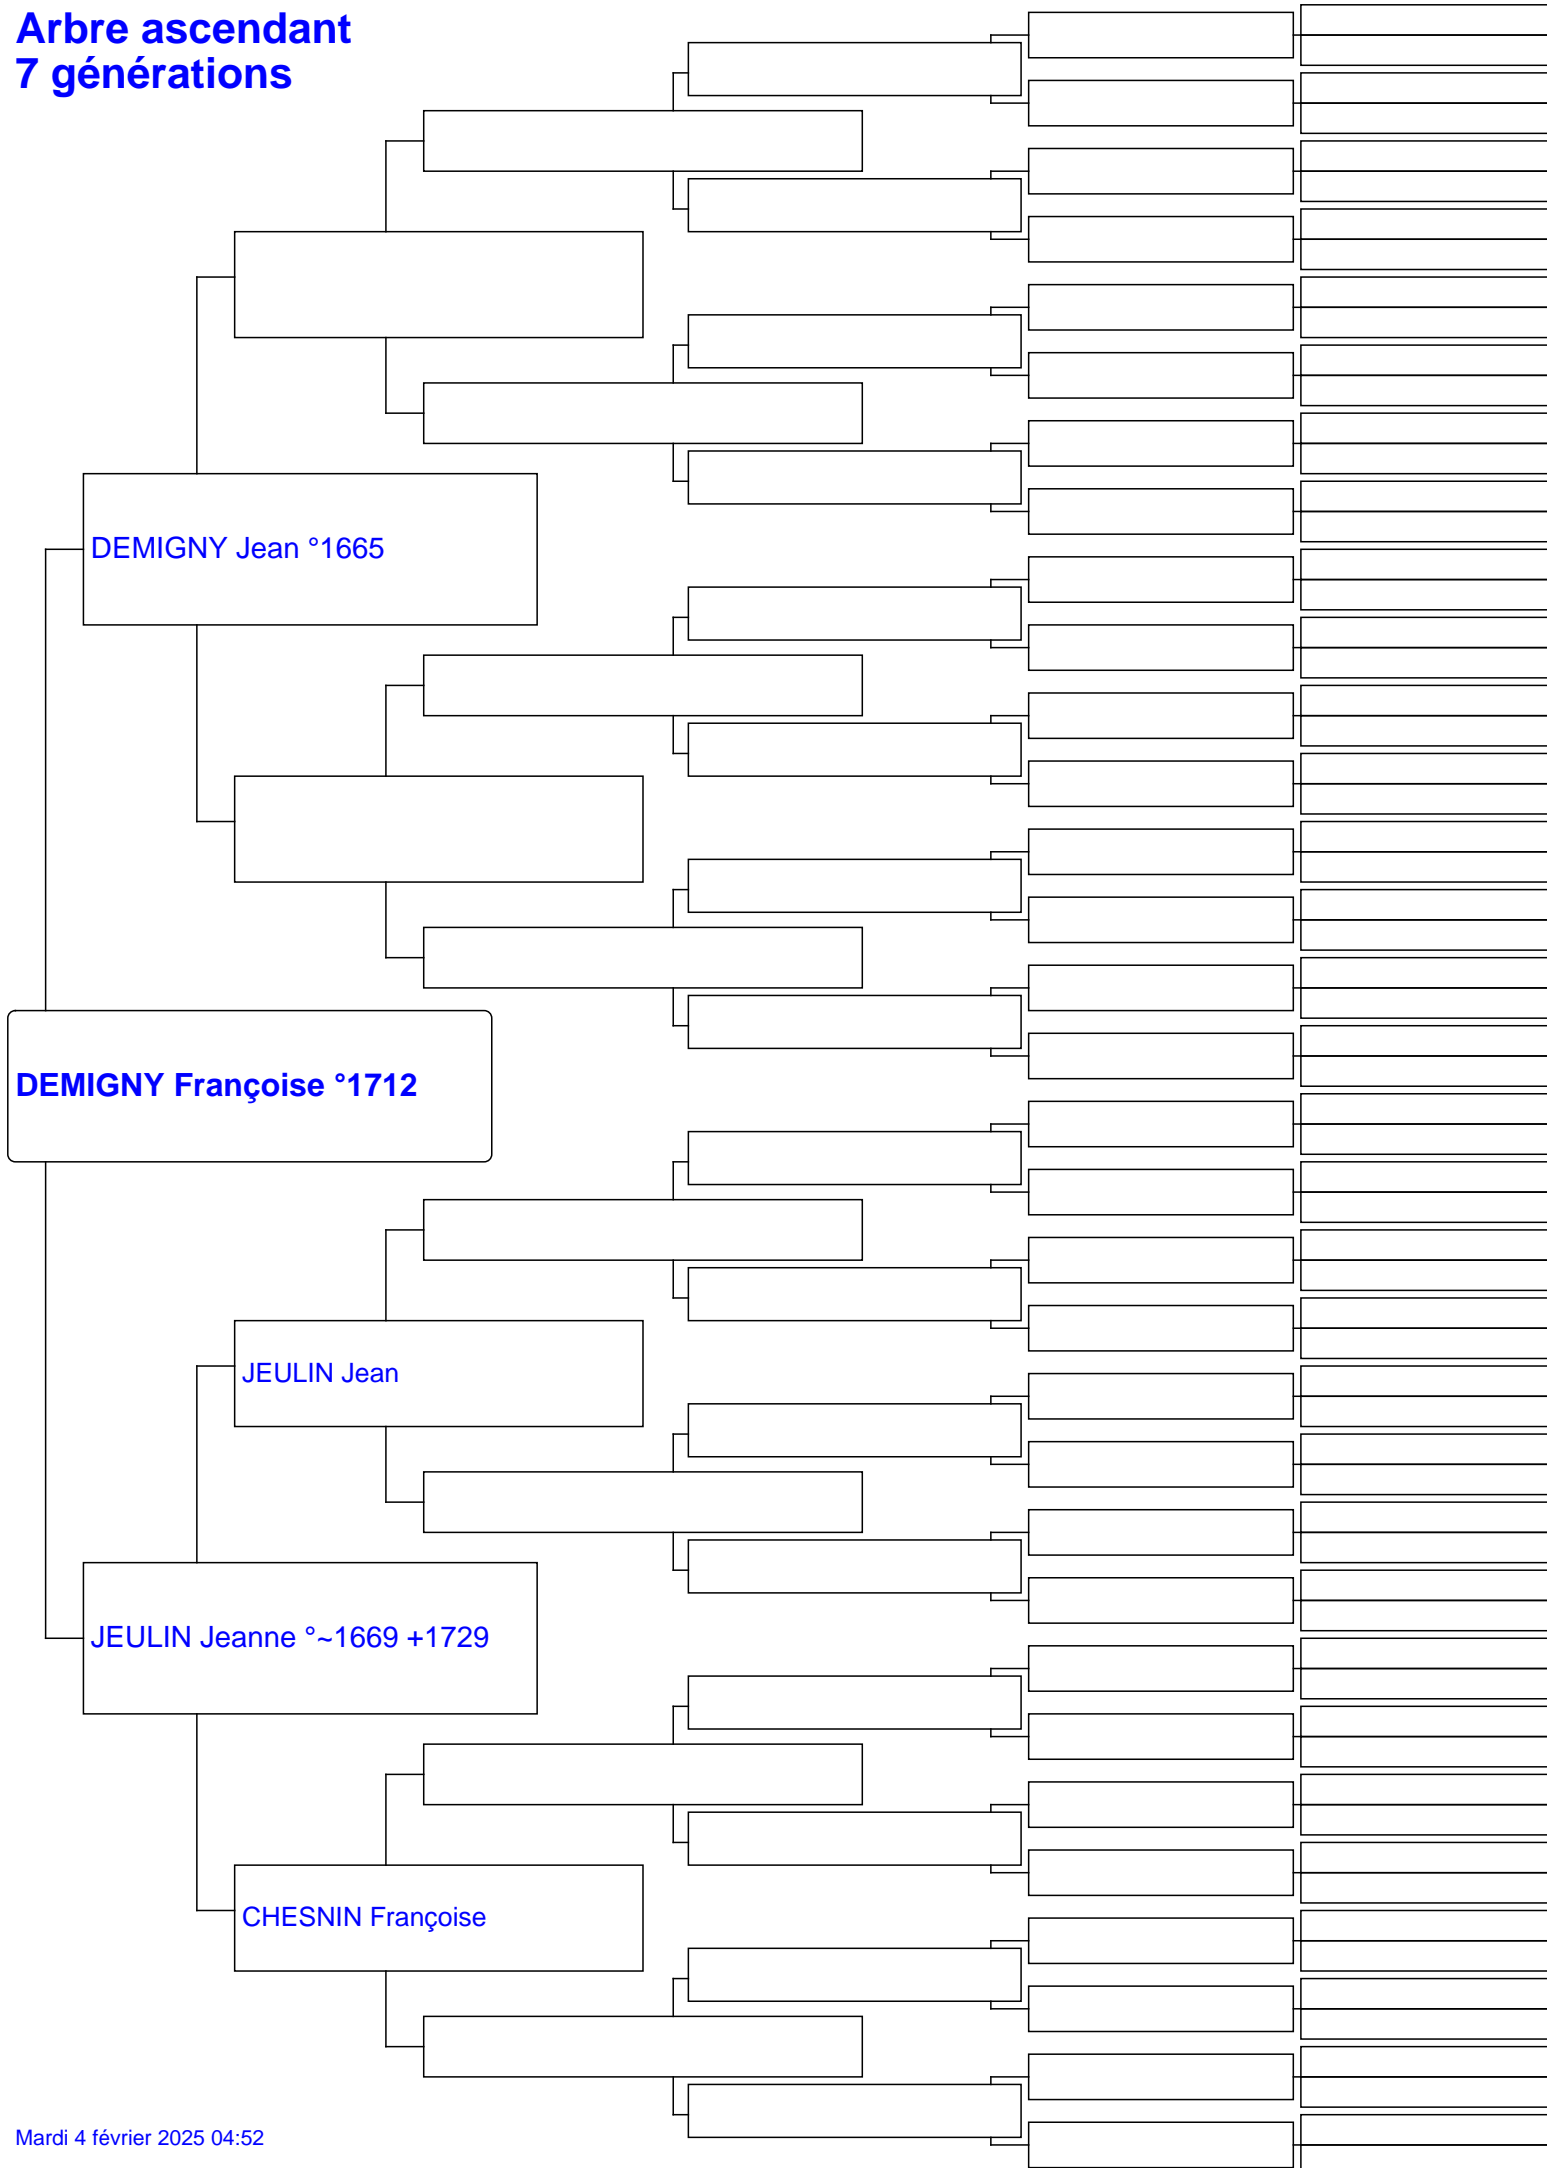 Arbre ascendant
7 générations
DEMIGNY Jean °1665
DEMIGNY Françoise °1712
JEULIN Jean
JEULIN Jeanne °~1669 +1729
CHESNIN Françoise
Mardi 4 février 2025 04:52